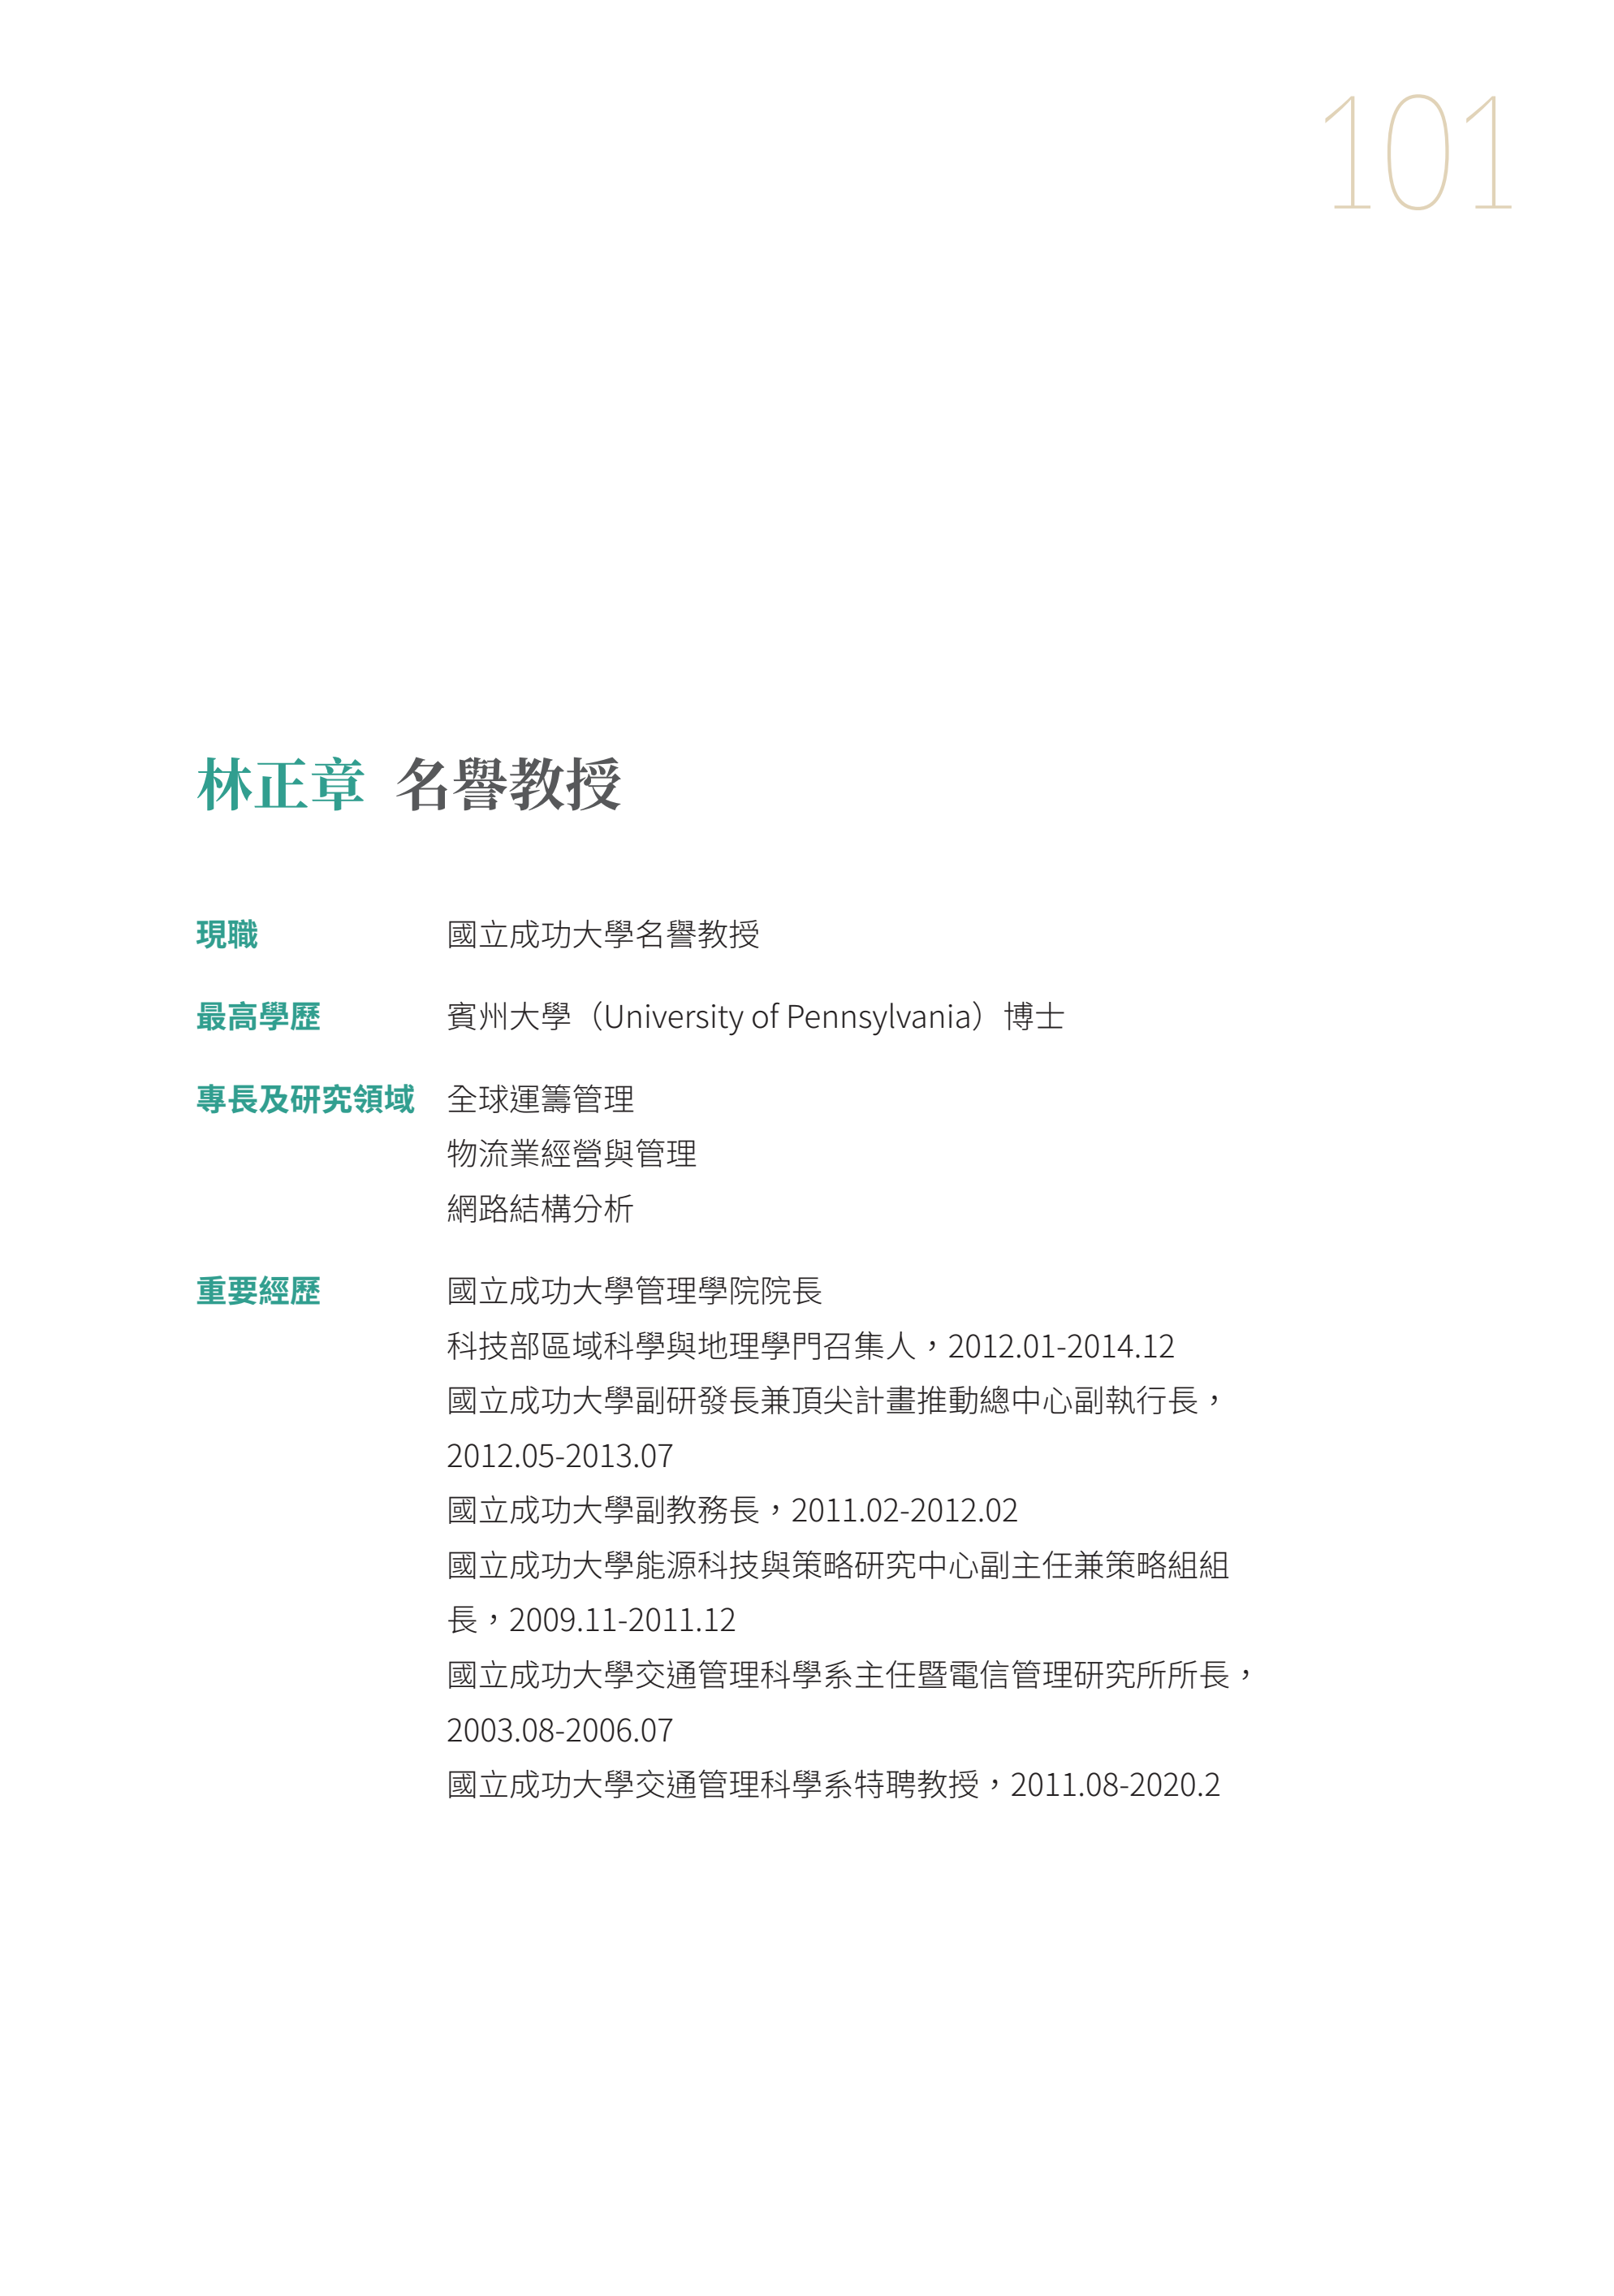 101
林正章 名譽教授
現職 國立成功大學名譽教授
最高學歷 賓州大學（University of Pennsylvania）博士
專長及研究領域 全球運籌管理
物流業經營與管理
網路結構分析
重要經歷 國立成功大學管理學院院長
科技部區域科學與地理學門召集人，2012.01-2014.12
國立成功大學副研發長兼頂尖計畫推動總中心副執行長，
2012.05-2013.07
國立成功大學副教務長，2011.02-2012.02
國立成功大學能源科技與策略研究中心副主任兼策略組組
長，2009.11-2011.12
國立成功大學交通管理科學系主任暨電信管理研究所所長，
2003.08-2006.07
國立成功大學交通管理科學系特聘教授，2011.08-2020.2